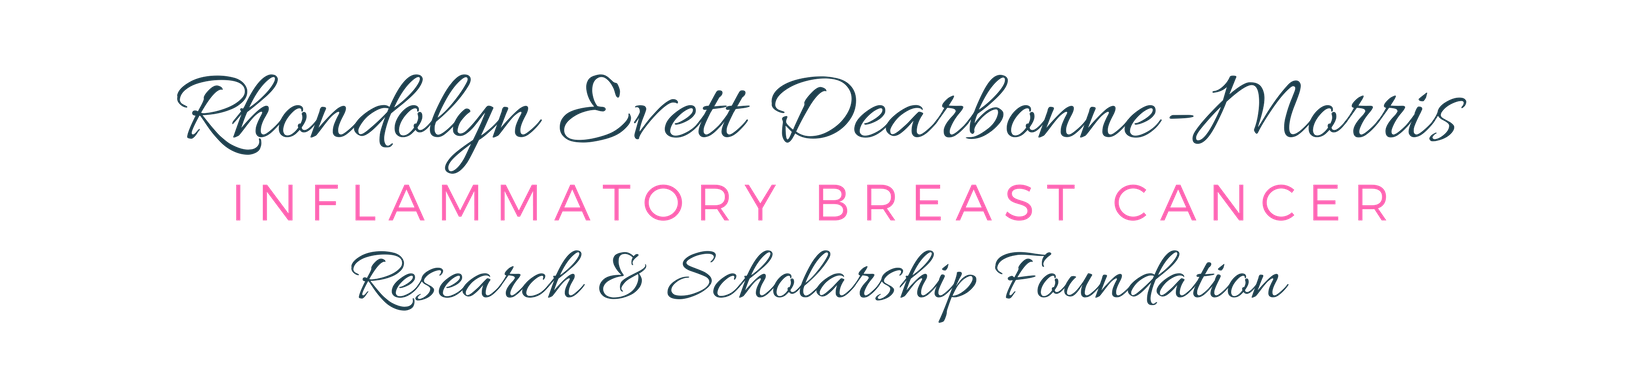 Rhondolyn Evett Dearbonne-Morris
INFLAMMATORY BREAST CANCER
Research & Scholarship Foundation